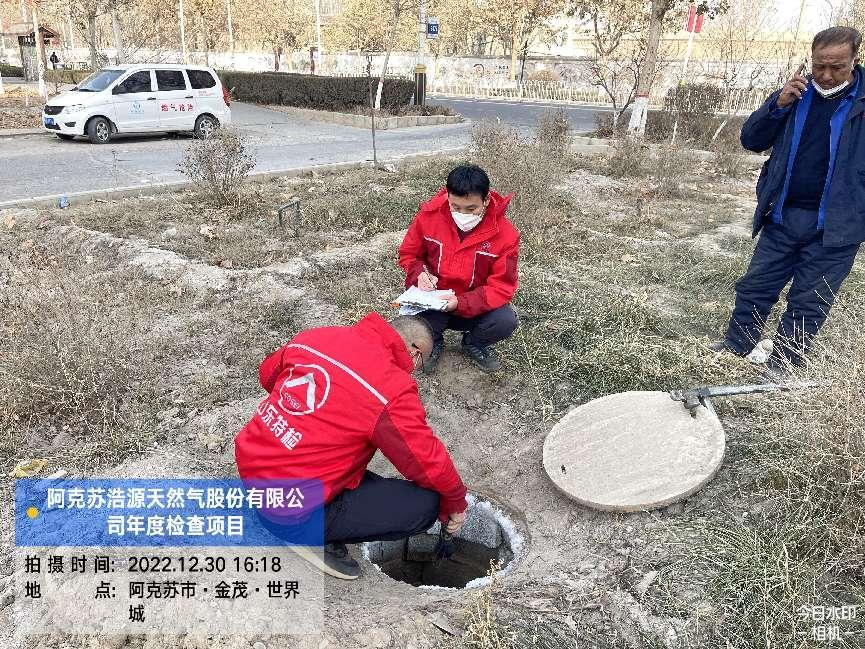 燃气抢险
山东特检
阿克苏浩源天然气股份有限公
司年度检查项目
拍摄时间: 2022.12.30 16:18
地 点: 阿克苏市·金茂·世界
城
今日水印
-相机-